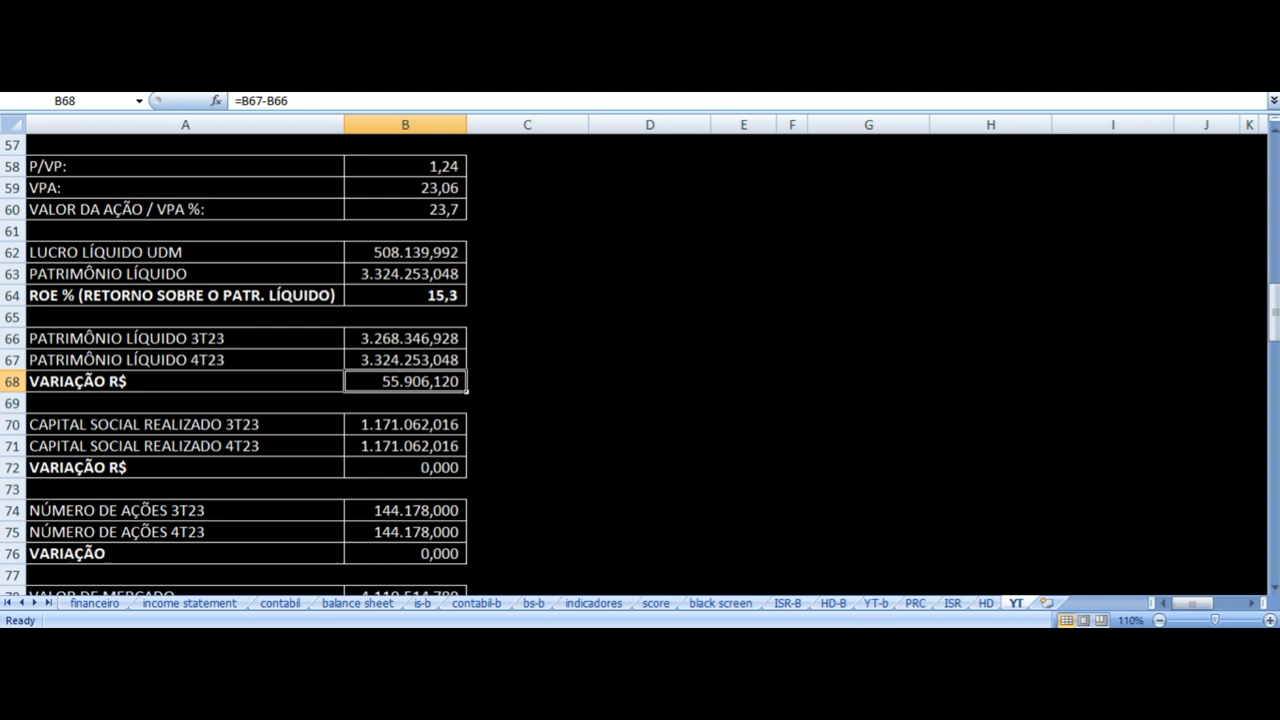 B68 fx =B67-B66
A B C D E F G H I J K
57
58 P/VP: 1,24
59 VPA: 23,06
60 VALOR DA AÇÃO / VPA %: 23,7
61
62 LUCRO LÍQUIDO UDM 508.139,992
63 PATRIMÔNIO LÍQUIDO 3.324.253,048
64 ROE % (RETORNO SOBRE O PATR. LÍQUIDO) 15,3
65
66 PATRIMÔNIO LÍQUIDO 3T23 3.268.346,928
67 PATRIMÔNIO LÍQUIDO 4T23 3.324.253,048
68 VARIAÇÃO R$ 55.906,120
69
70 CAPITAL SOCIAL REALIZADO 3T23 1.171.062,016
71 CAPITAL SOCIAL REALIZADO 4T23 1.171.062,016
72 VARIAÇÃO R$ 0,000
73
74 NÚMERO DE AÇÕES 3T23 144.178,000
75 NÚMERO DE AÇÕES 4T23 144.178,000
76 VARIAÇÃO 0,000
77
VALOR DE MERCADO
financeiro income statement contabil balance sheet is-b contabil-b bs-b indicadores score black screen ISR-B HD-B YT-b PRC ISR HD YT
Ready 110%